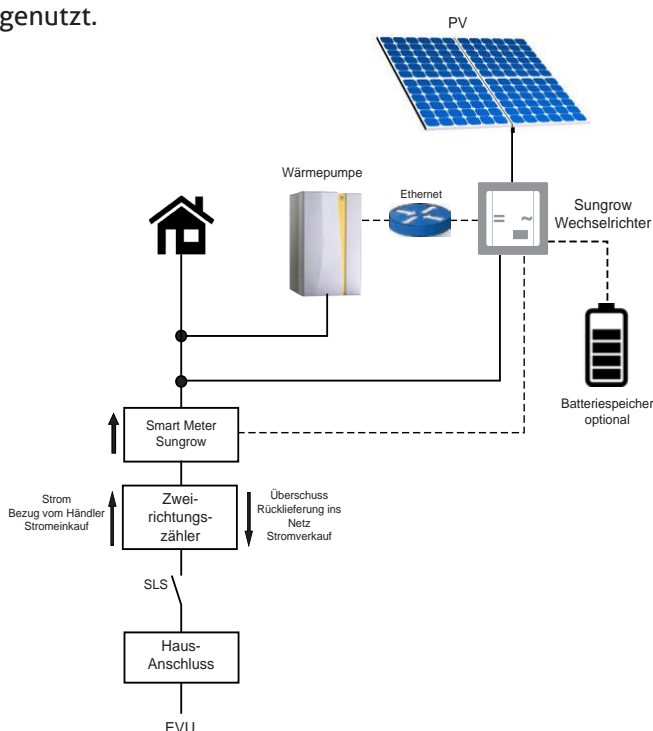 genutzt.
PV
Wärmepumpe
Ethernet
Sungrow
Wechselrichter
= ~
Batteriespeicher
optional
Smart Meter
Sungrow
Strom
Bezug vom Händler
Stromeinkauf
Zwei-
richtungs-
zähler
Überschuss
Rücklieferung ins
Netz
Stromverkauf
SLS
Haus-
Anschluss
EVU